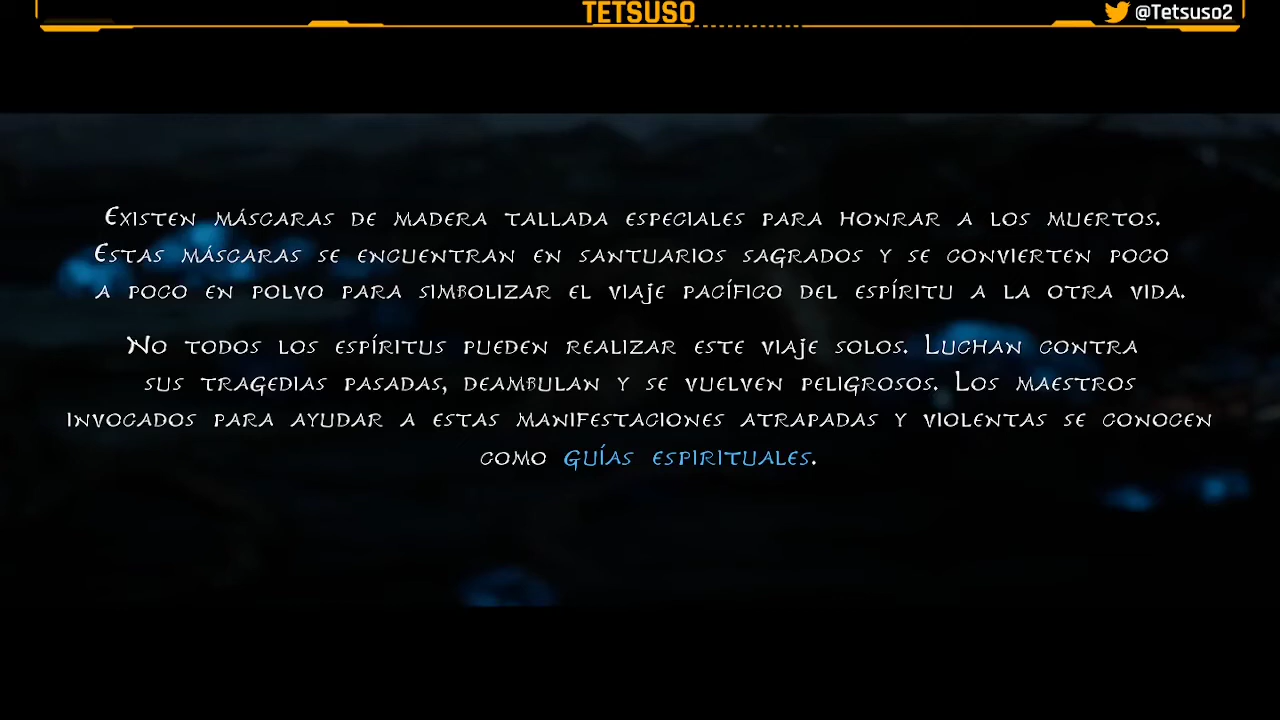 TETSUSO
@Tetsuso2
Existen máscaras de madera tallada especiales para honrar a los muertos.
Estas máscaras se encuentran en santuarios sagrados y se convierten poco
a poco en polvo para simbolizar el viaje pacífico del espíritu a la otra vida.
No todos los espíritus pueden realizar este viaje solos. Luchan contra
sus tragedias pasadas, deambulan y se vuelven peligrosos. Los maestros
invocados para ayudar a estas manifestaciones atrapadas y violentas se conocen
como guías espirituales.